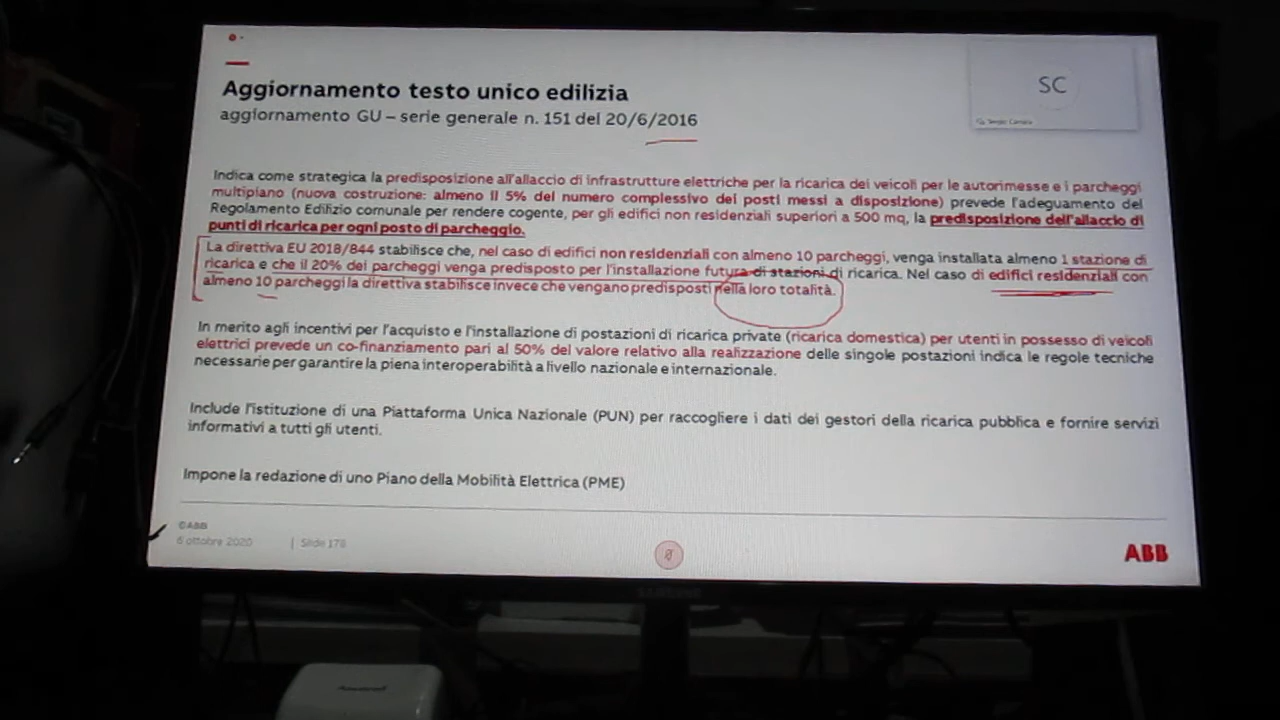 Aggiornamento testo unico edilizia
aggiornamento GU – serie generale n. 151 del 20/6/2016
SC
Indica come strategica la predisposizione all'allaccio di infrastrutture elettriche per la ricarica dei veicoli per le autorimesse e i parcheggi
multipiano (nuova costruzione: almeno il 5% del numero complessivo dei posti messi a disposizione) prevede l'adeguamento del
Regolamento Edilizio comunale per rendere cogente, per gli edifici non residenziali superiori a 500 mq, la predisposizione dell'allaccio di
punti di ricarica per ogni posto di parcheggio.
La direttiva EU 2018/844 stabilisce che, nel caso di edifici non residenziali con almeno 10 parcheggi, venga installata almeno 1 stazione di
ricarica e che il 20% dei parcheggi venga predisposto per l'installazione futura di stazioni di ricarica. Nel caso di edifici residenziali con
almeno 10 parcheggi la direttiva stabilisce invece che vengano predisposti nella loro totalità.
In merito agli incentivi per l'acquisto e l'installazione di postazioni di ricarica private (ricarica domestica) per utenti in possesso di veicoli
elettrici prevede un co-finanziamento pari al 50% del valore relativo alla realizzazione delle singole postazioni indica le regole tecniche
necessarie per garantire la piena interoperabilità a livello nazionale e internazionale.
Include l'istituzione di una Piattaforma Unica Nazionale (PUN) per raccogliere i dati dei gestori della ricarica pubblica e fornire servizi
informativi a tutti gli utenti.
Impone la redazione di uno Piano della Mobilità Elettrica (PME)
©ABB
6 ottobre 2020 | Slide 178
ABB
SAMSUNG